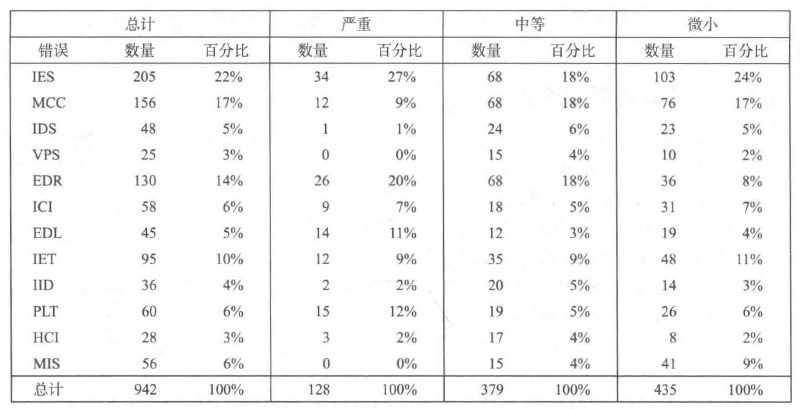 总计 严重 中等 微小
错误 数量 百分比 数量 百分比 数量 百分比 数量 百分比
IES 205 22% 34 27% 68 18% 103 24%
MCC 156 17% 12 9% 68 18% 76 17%
IDS 48 5% 1 1% 24 6% 23 5%
VPS 25 3% 0 0% 15 4% 10 2%
EDR 130 14% 26 20% 68 18% 36 8%
ICI 58 6% 9 7% 18 5% 31 7%
EDL 45 5% 14 11% 12 3% 19 4%
IET 95 10% 12 9% 35 9% 48 11%
IID 36 4% 2 2% 20 5% 14 3%
PLT 60 6% 15 12% 19 5% 26 6%
HCI 28 3% 3 2% 17 4% 8 2%
MIS 56 6% 0 0% 15 4% 41 9%
总计 942 100% 128 100% 379 100% 435 100%